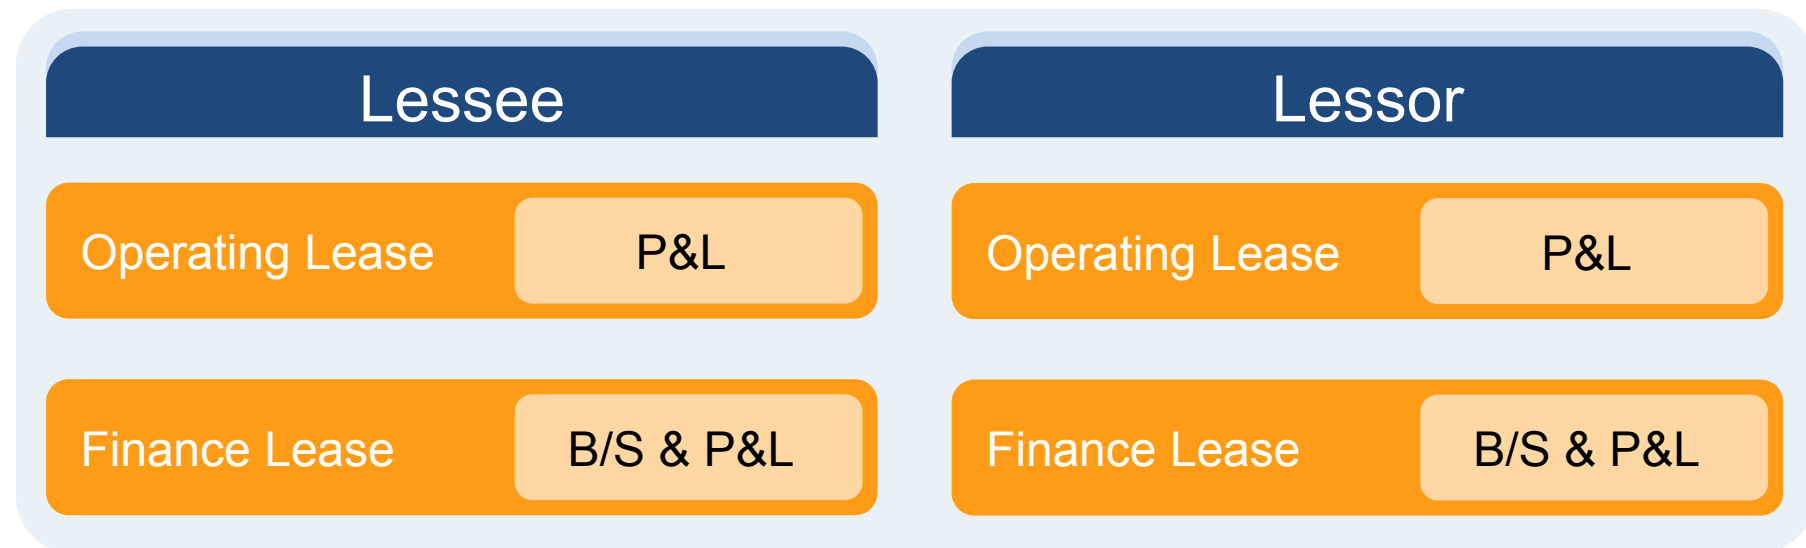 Lessee
Lessor
Operating Lease P&L
Operating Lease P&L
Finance Lease B/S & P&L
Finance Lease B/S & P&L